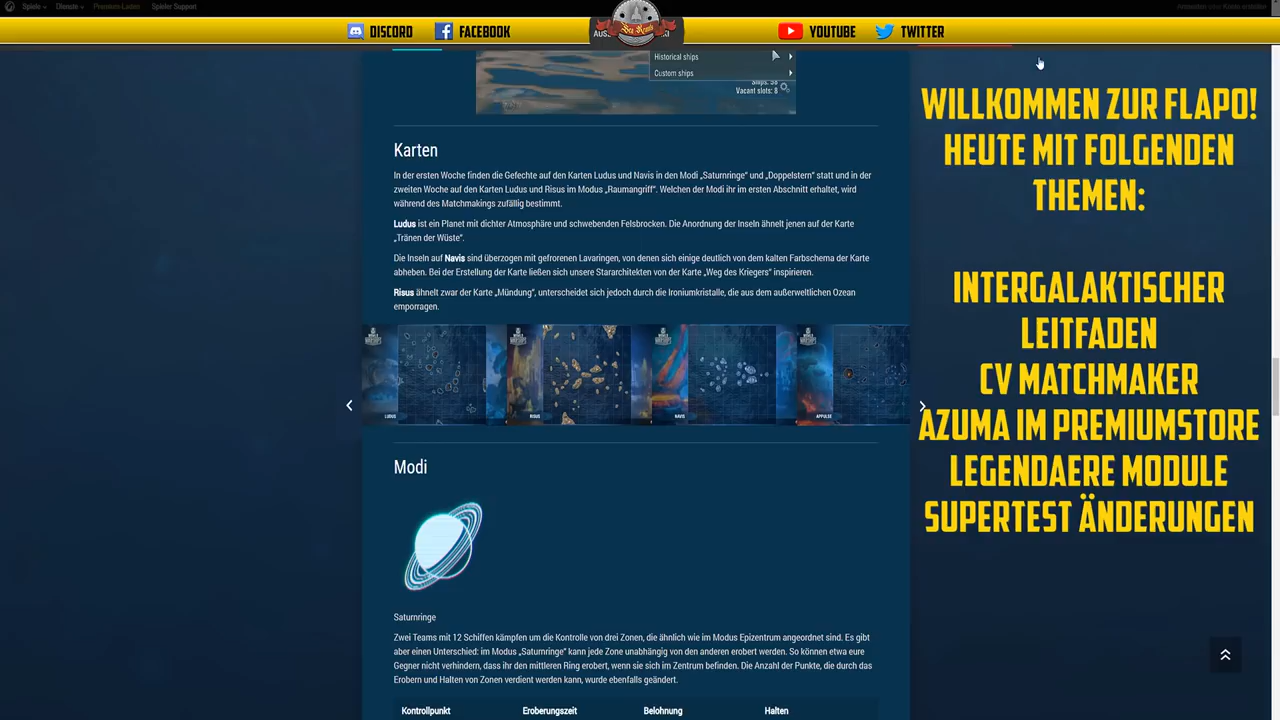 Spiele
Dienste
Premium-Laden
Spieler Support
DISCORD
FACEBOOK
YOUTUBE
TWITTER
Historical ships
Custom ships
Vacant slots: 8
WILLKOMMEN ZUR FLAPO!
HEUTE MIT FOLGENDEN
THEMEN:
INTERGALAKTISCHER
LEITFADEN
CV MATCHMAKER
AZUMA IM PREMIUMSTORE
LEGENDAERE MODULE
SUPERTEST ÄNDERUNGEN
Karten
In der ersten Woche finden die Gefechte auf den Karten Ludus und Navis in den Modi „Saturnringe" und „Doppelstern" statt und in der
zweiten Woche auf den Karten Ludus und Risus im Modus „Raumangriff". Welchen der Modi ihr im ersten Abschnitt erhaltet, wird
während des Matchmakings zufällig bestimmt.
Ludus ist ein Planet mit dichter Atmosphäre und schwebenden Felsbrocken. Die Anordnung der Inseln ähnelt jenen auf der Karte
„Tränen der Wüste".
Die Inseln auf Navis sind überzogen mit gefrorenen Lavaringen, von denen sich einige deutlich von dem kalten Farbschema der Karte
abheben. Bei der Erstellung der Karte ließen sich unsere Stararchitekten von der Karte „Weg des Kriegers" inspirieren.
Risus ähnelt zwar der Karte „Mündung", unterscheidet sich jedoch durch die Ironiumkristalle, die aus dem außerweltlichen Ozean
emporragen.
LUDUS
RISUS
NAVIS
APPULSE
Modi
Saturnringe
Zwei Teams mit 12 Schiffen kämpfen um die Kontrolle von drei Zonen, die ähnlich wie im Modus Epizentrum angeordnet sind. Es gibt
aber einen Unterschied: im Modus „Saturnringe" kann jede Zone unabhängig von den anderen erobert werden. So können etwa eure
Gegner nicht verhindern, dass ihr den mittleren Ring erobert, wenn sie sich im Zentrum befinden. Die Anzahl der Punkte, die durch das
Erobern und Halten von Zonen verdient werden kann, wurde ebenfalls geändert.
Kontrollpunkt Eroberungszeit Belohnung Halten